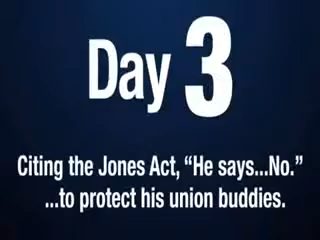 Day 3
Citing the Jones Act, “He says...No.”
...to protect his union buddies.